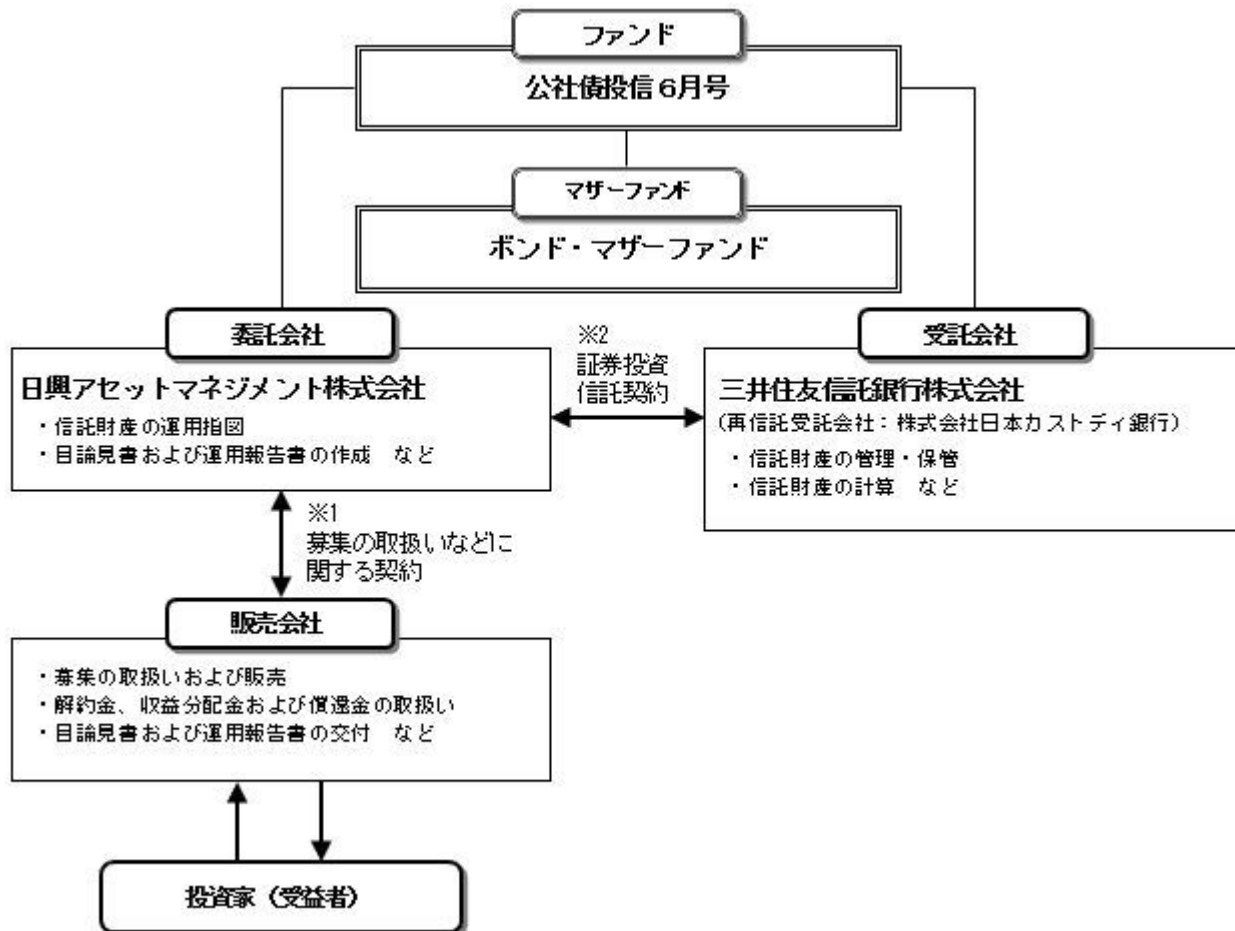 ファンド
公社債投信6月号
マザーファンド
ボンド・マザーファンド
委託会社
日興アセットマネジメント株式会社
・信託財産の運用指図
・目論見書および運用報告書の作成　など
※2
証券投資
信託契約
受託会社
三井住友信託銀行株式会社
(再信託受託会社：株式会社日本カストディ銀行)
・信託財産の管理・保管
・信託財産の計算　など
※1
募集の取扱いなどに
関する契約
販売会社
・募集の取扱いおよび販売
・解約金、収益分配金および償還金の取扱い
・目論見書および運用報告書の交付　など
投資家（受益者）